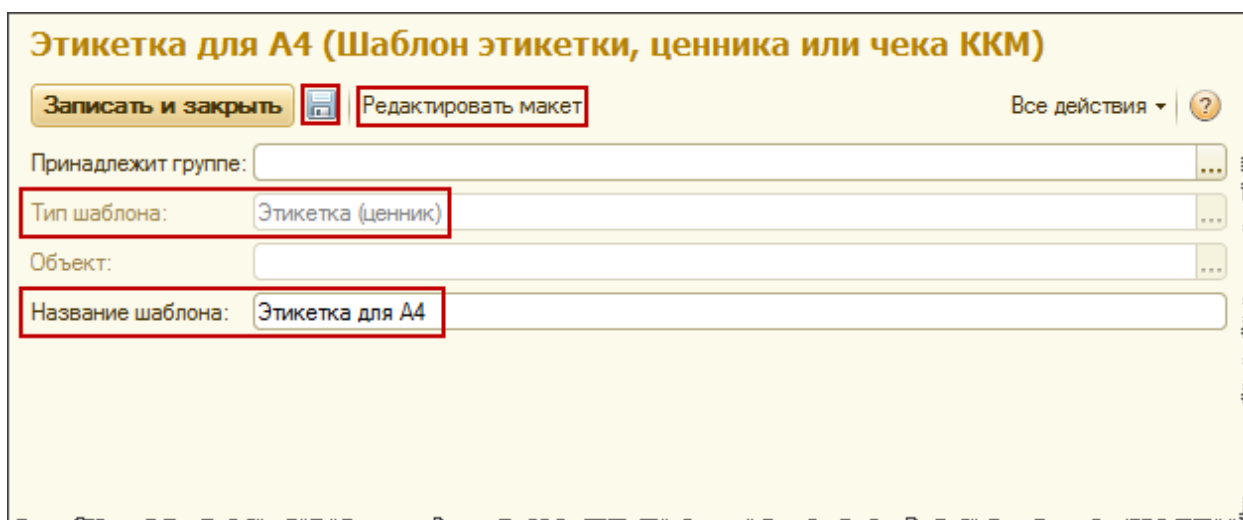 Этикетка для А4 (Шаблон этикетки, ценника или чека ККМ)
Записать и закрыть Редактировать макет Все действия ?
Принадлежит группе: ...
Тип шаблона: Этикетка (ценник) ...
Объект: ...
Название шаблона: Этикетка для А4